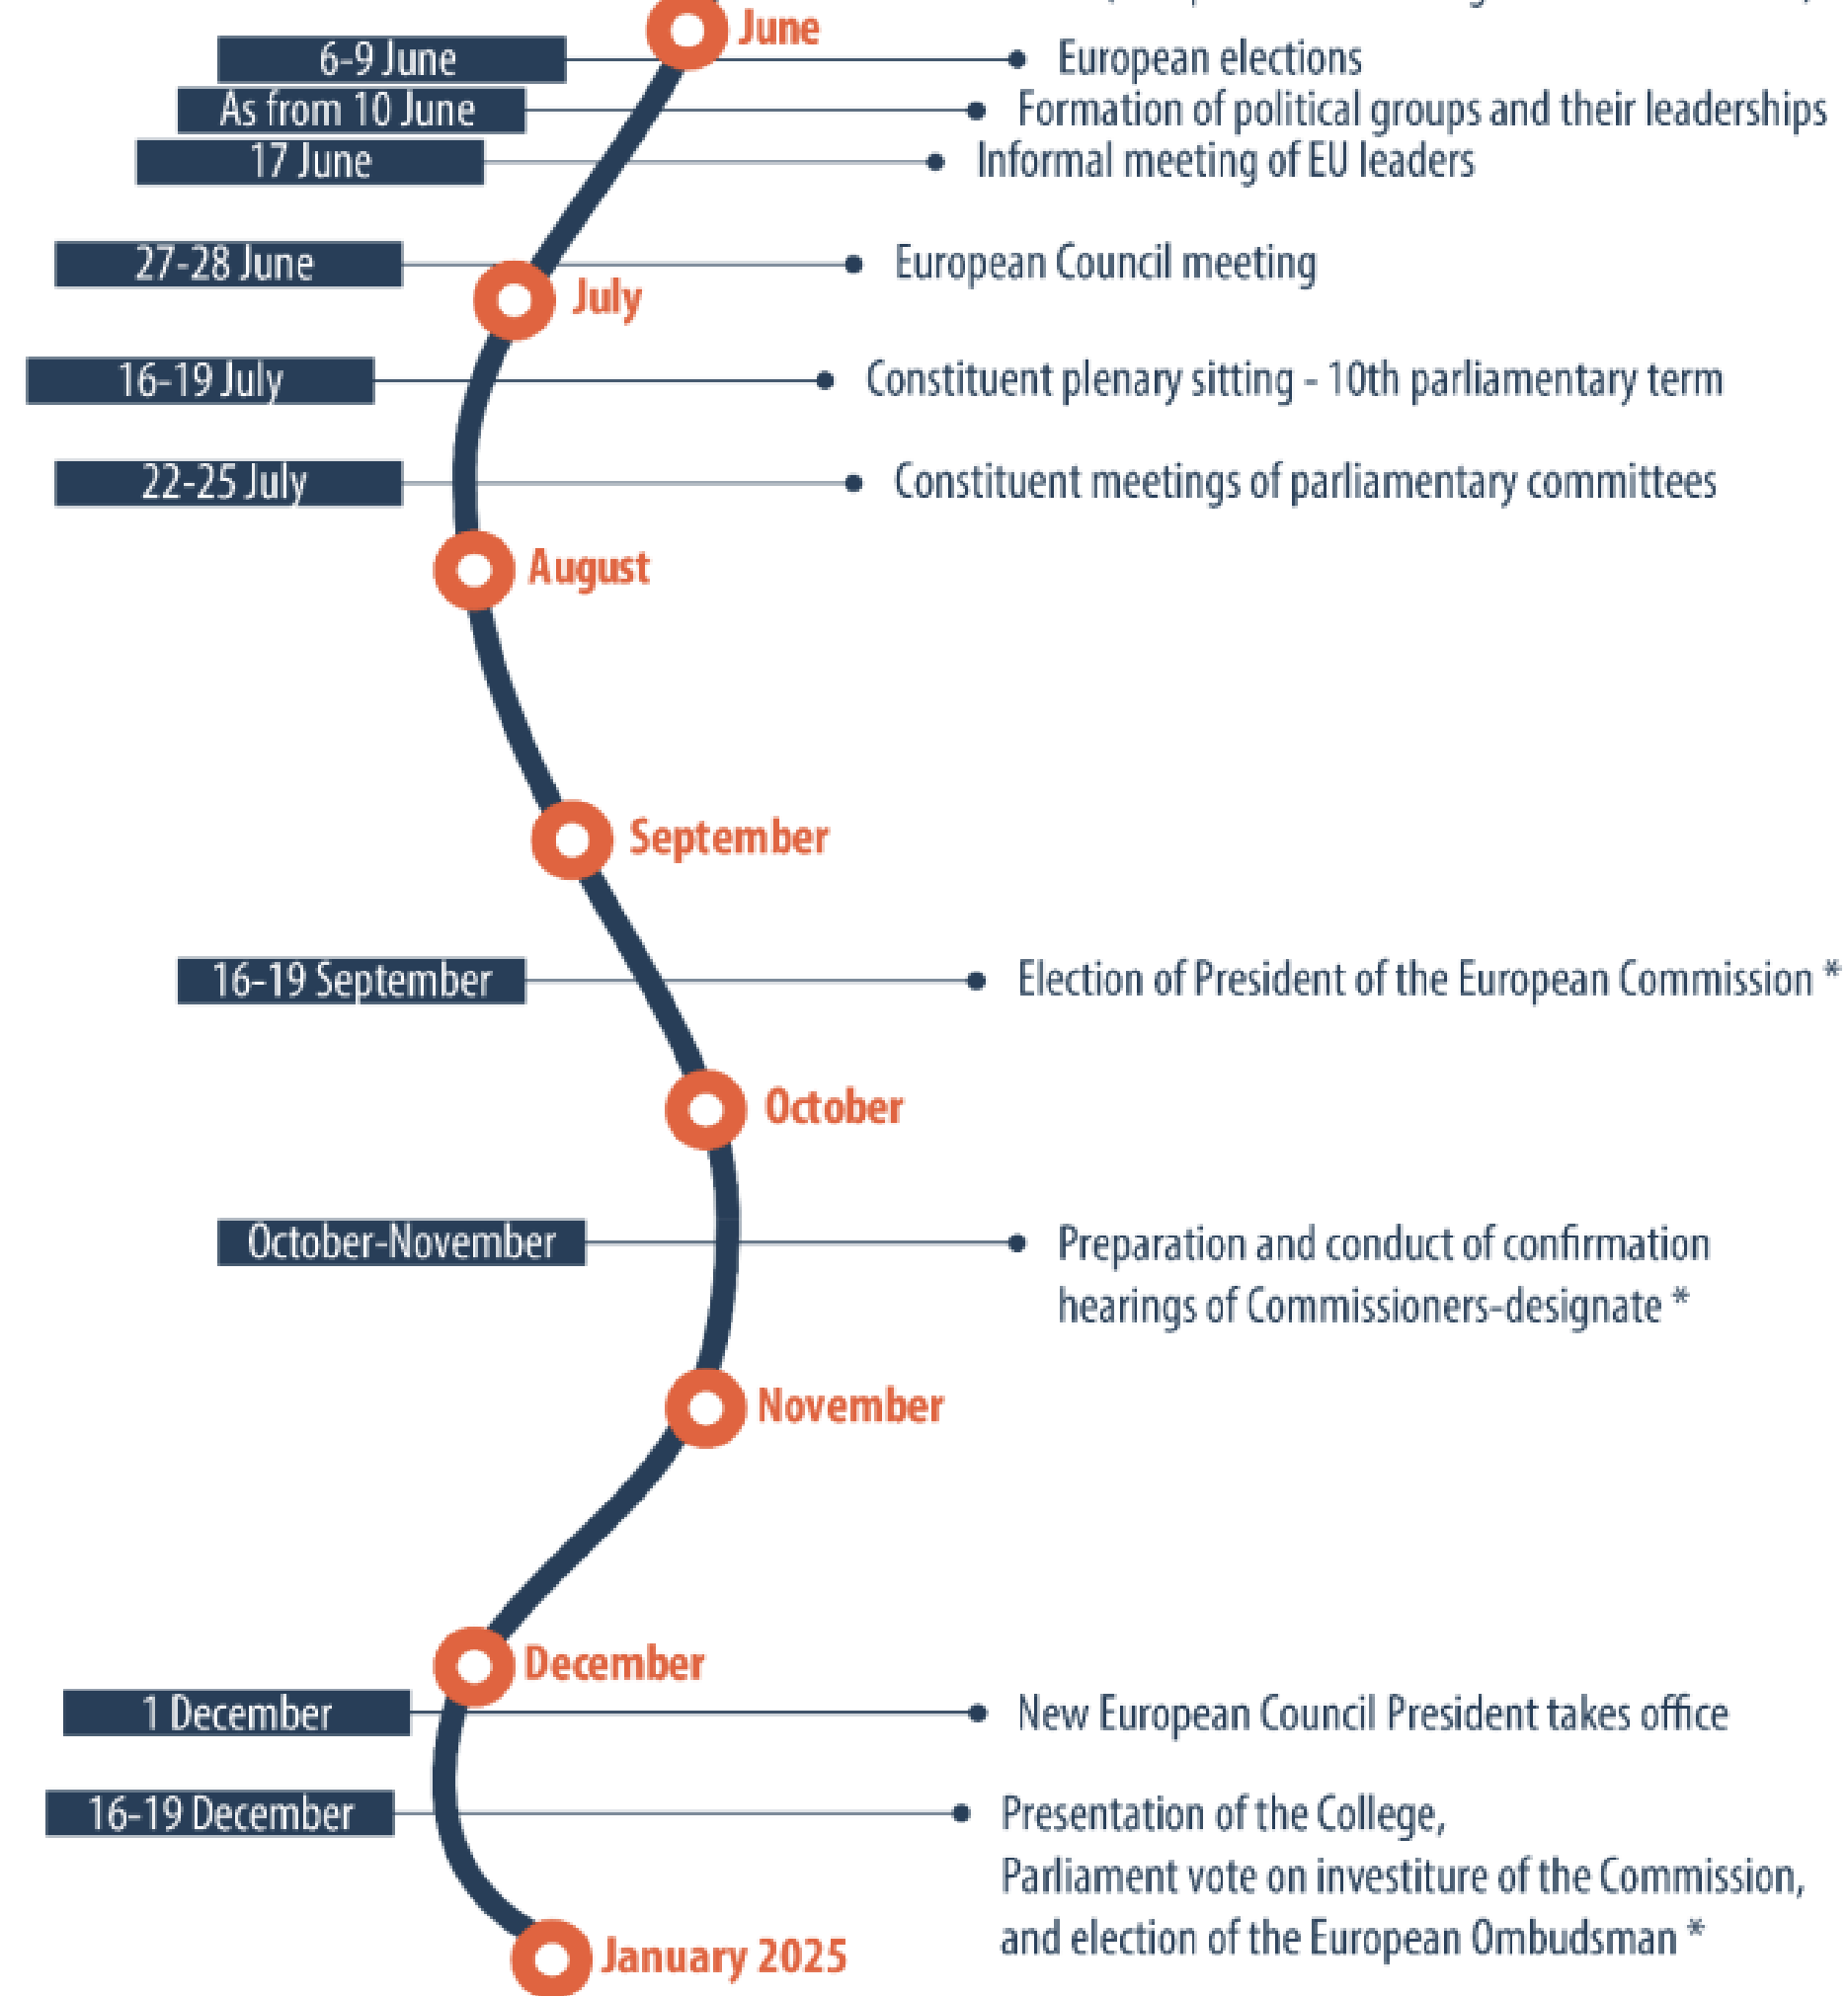 June
6-9 June
European elections
As from 10 June
Formation of political groups and their leaderships
17 June
Informal meeting of EU leaders
27-28 June
European Council meeting
July
16-19 July
Constituent plenary sitting - 10th parliamentary term
22-25 July
Constituent meetings of parliamentary committees
August
September
16-19 September
Election of President of the European Commission *
October
October-November
Preparation and conduct of confirmation
hearings of Commissioners-designate *
November
December
1 December
New European Council President takes office
16-19 December
Presentation of the College,
Parliament vote on investiture of the Commission,
and election of the European Ombudsman *
January 2025